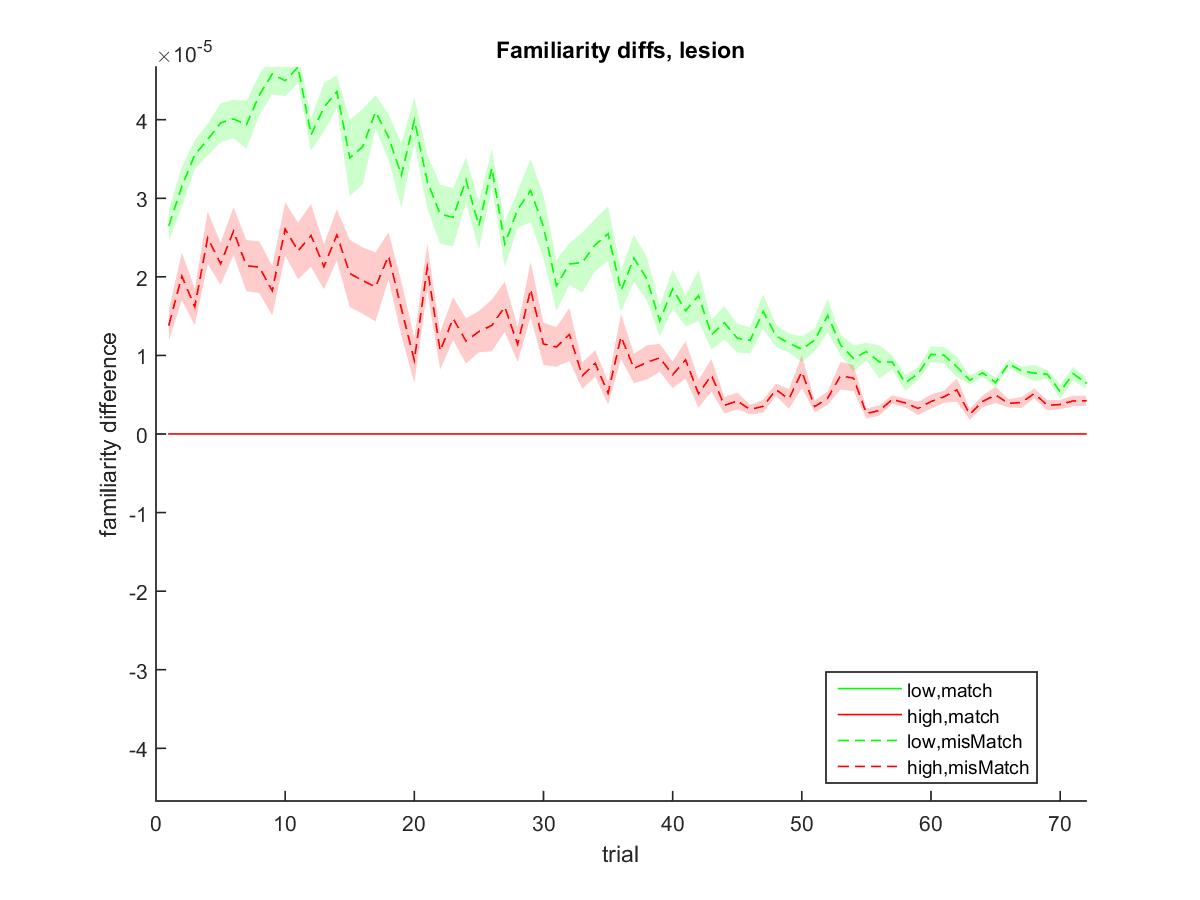 Familiarity diffs, lesion
×10-5
4
3
2
1
0
-1
-2
-3
-4
familiarity difference
low,match
high,match
low,misMatch
high,misMatch
0 10 20 30 40 50 60 70
trial